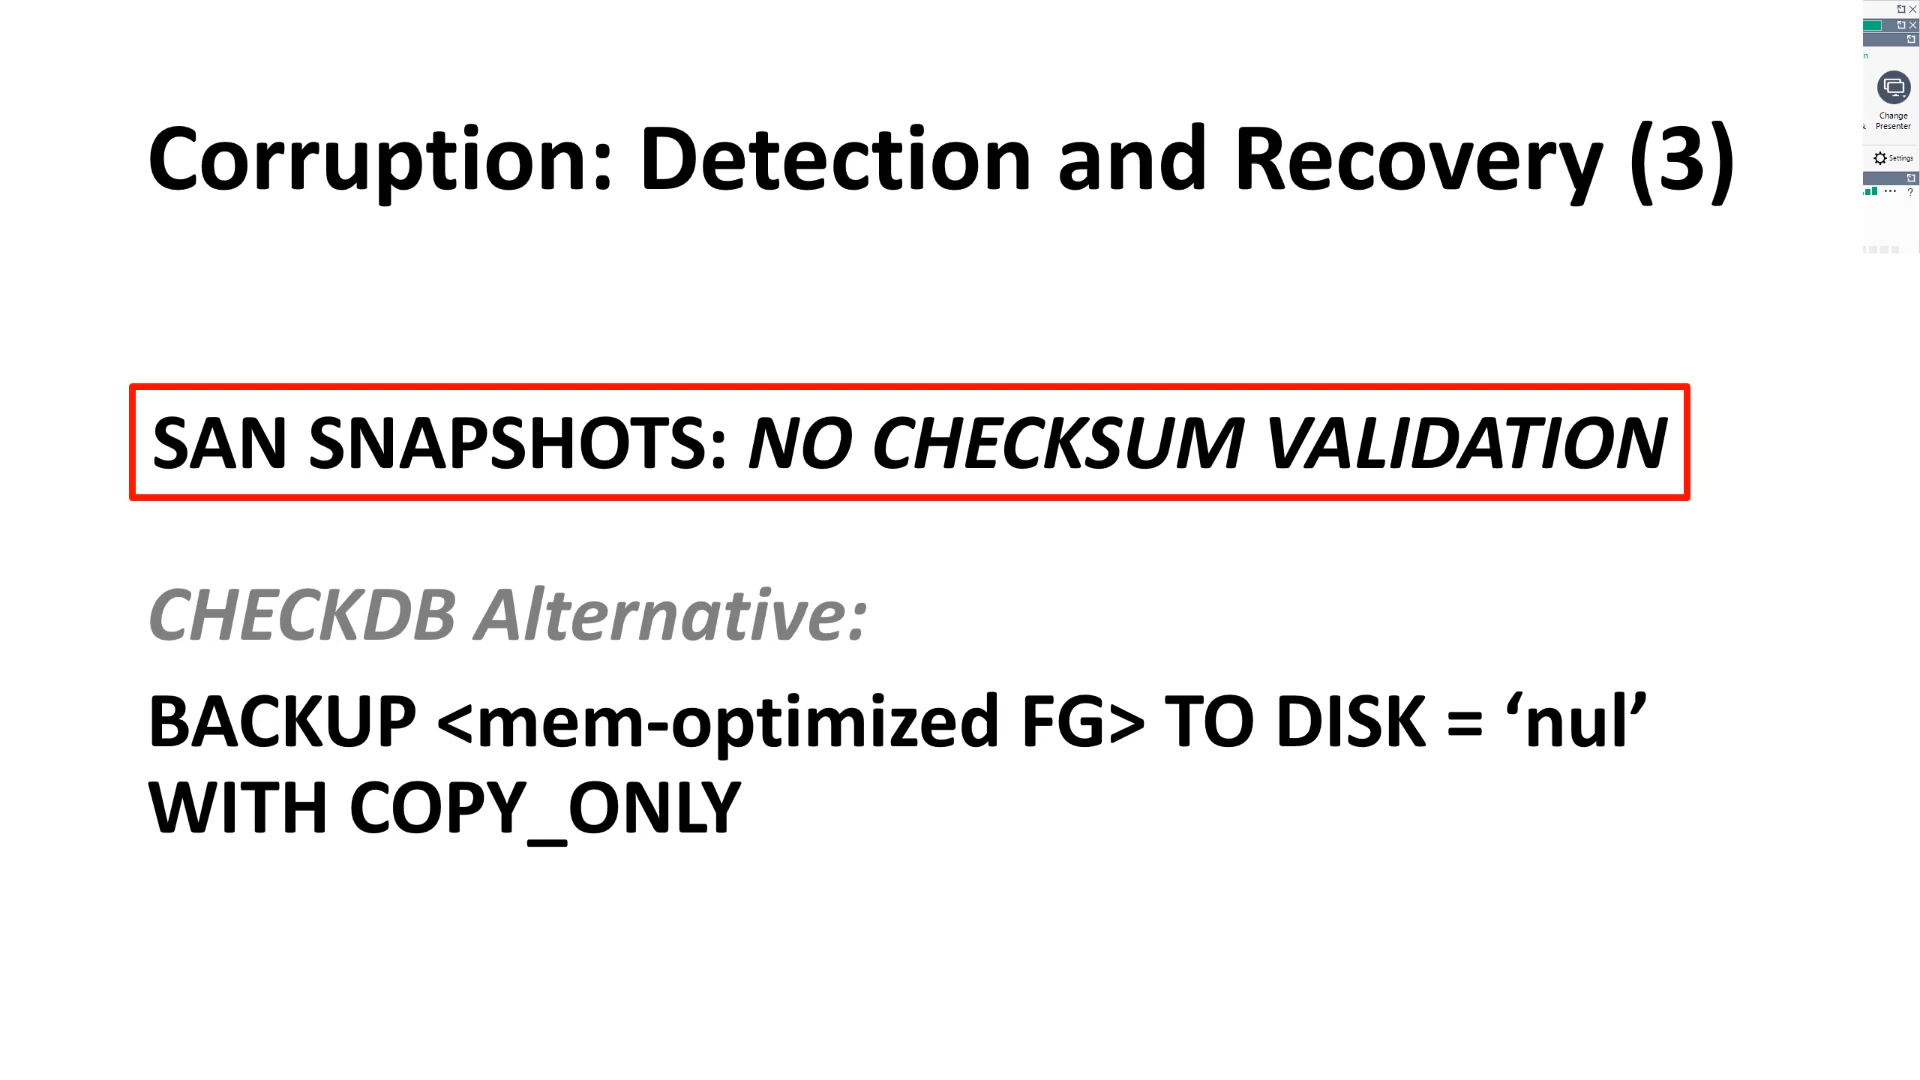 Corruption: Detection and Recovery (3)
SAN SNAPSHOTS: NO CHECKSUM VALIDATION
CHECKDB Alternative:
BACKUP <mem-optimized FG> TO DISK = ‘nul’
WITH COPY_ONLY
Change
Presenter
Settings
?